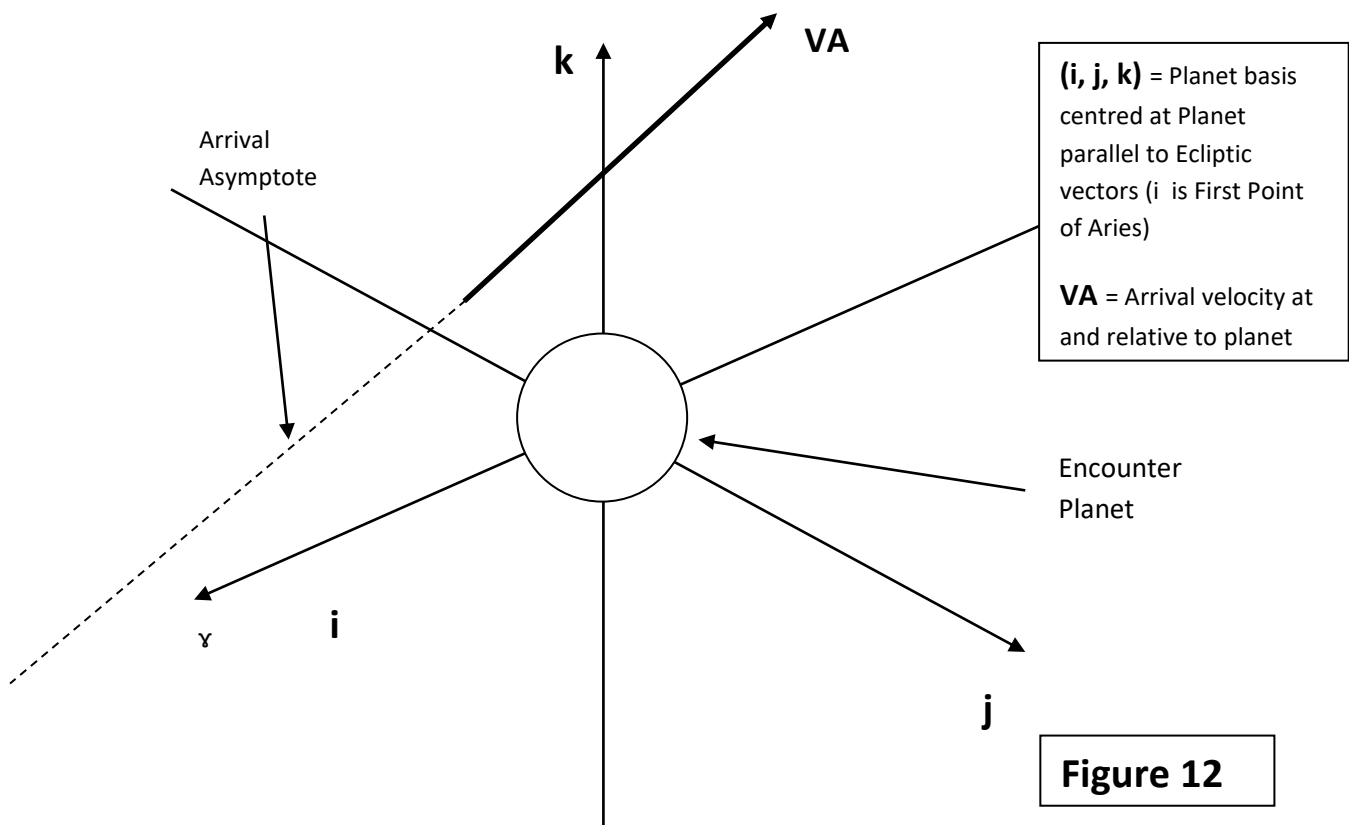 VA
k
Arrival
Asymptote
(i, j, k) = Planet basis
centred at Planet
parallel to Ecliptic
vectors (i is First Point
of Aries)
VA = Arrival velocity at
and relative to planet
Encounter
Planet
i
ɤ
j
Figure 12